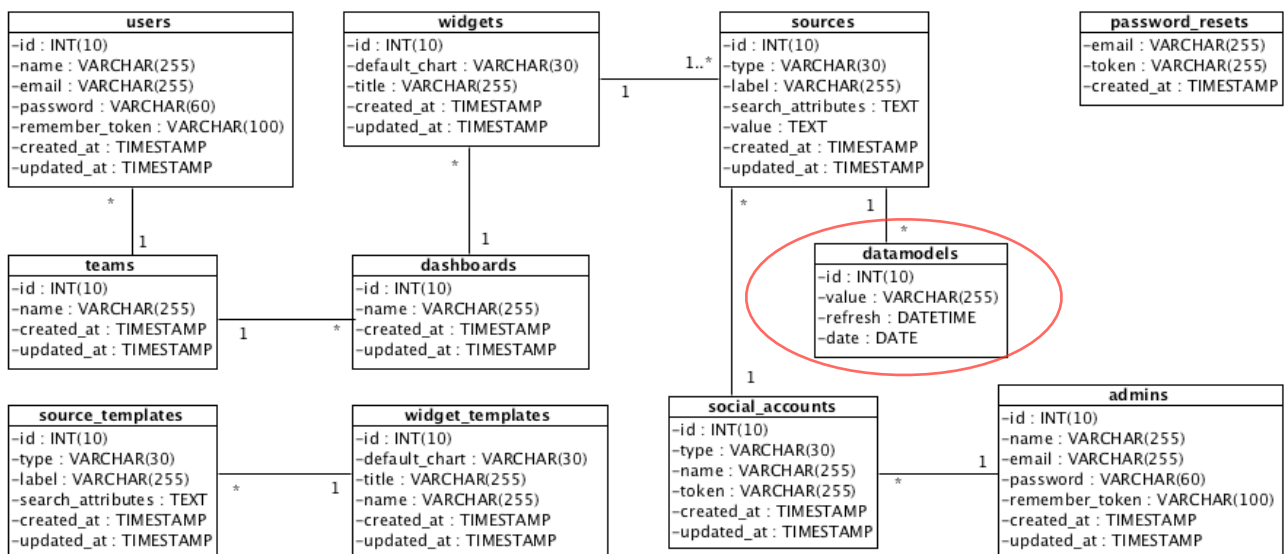 users
-id : INT(10)
-name : VARCHAR(255)
-email : VARCHAR(255)
-password : VARCHAR(60)
-remember_token : VARCHAR(100)
-created_at : TIMESTAMP
-updated_at : TIMESTAMP
widgets
-id : INT(10)
-default_chart : VARCHAR(30)
-title : VARCHAR(255)
-created_at : TIMESTAMP
-updated_at : TIMESTAMP
1
1..*
sources
-id : INT(10)
-type : VARCHAR(30)
-label : VARCHAR(255)
-search_attributes : TEXT
-value : TEXT
-created_at : TIMESTAMP
-updated_at : TIMESTAMP
password_resets
-email : VARCHAR(255)
-token : VARCHAR(255)
-created_at : TIMESTAMP
*
1
*
1
*
1
1
*
teams
-id : INT(10)
-name : VARCHAR(255)
-created_at : TIMESTAMP
-updated_at : TIMESTAMP
1
*
dashboards
-id : INT(10)
-name : VARCHAR(255)
-created_at : TIMESTAMP
-updated_at : TIMESTAMP
datamodels
-id : INT(10)
-value : VARCHAR(255)
-refresh : DATETIME
-date : DATE
source_templates
-id : INT(10)
-type : VARCHAR(30)
-label : VARCHAR(255)
-search_attributes : TEXT
-created_at : TIMESTAMP
-updated_at : TIMESTAMP
*
1
widget_templates
-id : INT(10)
-default_chart : VARCHAR(30)
-title : VARCHAR(255)
-name : VARCHAR(255)
-created_at : TIMESTAMP
-updated_at : TIMESTAMP
social_accounts
-id : INT(10)
-type : VARCHAR(30)
-name : VARCHAR(255)
-token : VARCHAR(255)
-created_at : TIMESTAMP
-updated_at : TIMESTAMP
*
1
admins
-id : INT(10)
-name : VARCHAR(255)
-email : VARCHAR(255)
-password : VARCHAR(60)
-remember_token : VARCHAR(100)
-created_at : TIMESTAMP
-updated_at : TIMESTAMP